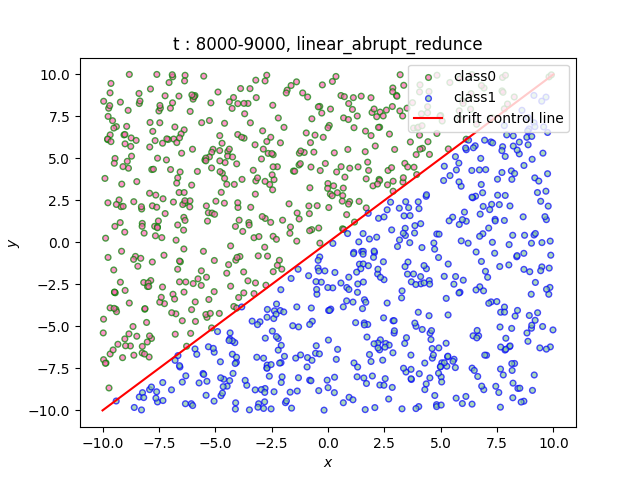 t : 8000-9000, linear_abrupt_redunce
class0
class1
drift control line
10.0
7.5
5.0
2.5
0.0
−2.5
−5.0
−7.5
−10.0
y
−10.0 −7.5 −5.0 −2.5 0.0 2.5 5.0 7.5 10.0
x